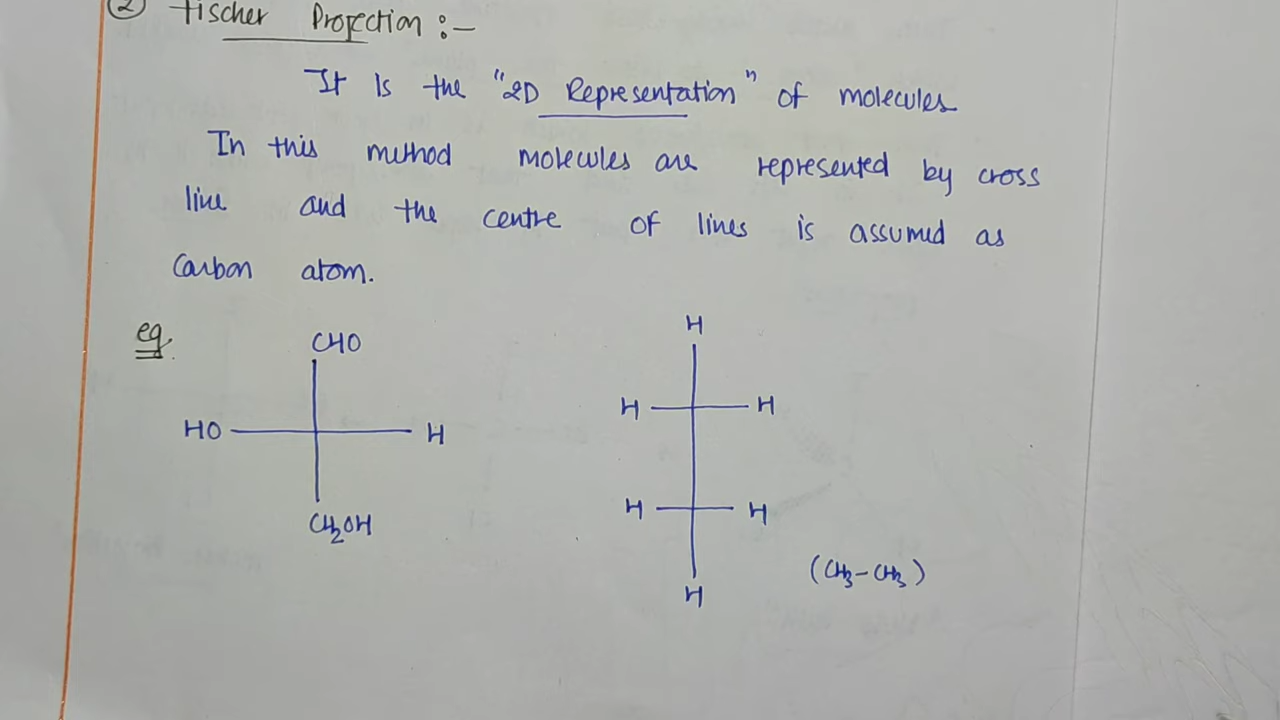 ② Fischer Projection :-
It is the "2D Representation" of molecules
In this method molecules are represented by cross
line and the centre of lines is assumed as
Carbon atom.
eg.
CHO
HO H
CH₂OH
H
H H
H H
H
(CH₃-CH₃)